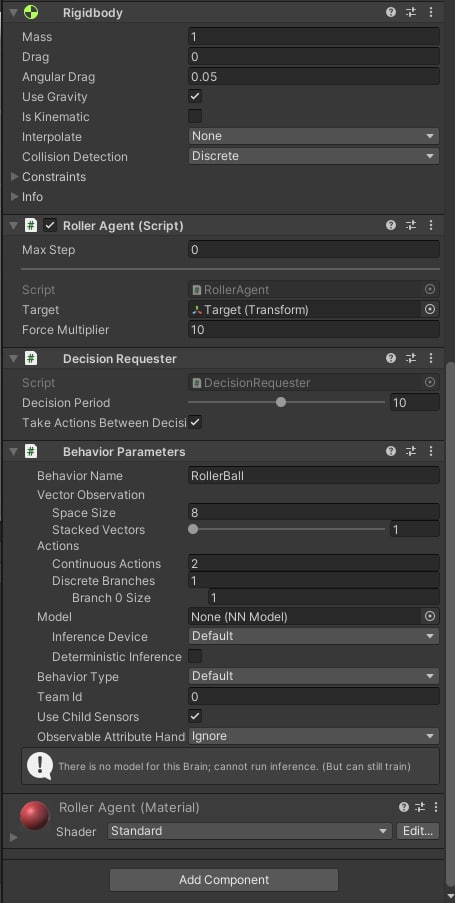 Rigidbody
Mass 1
Drag 0
Angular Drag 0.05
Use Gravity
Is Kinematic
Interpolate None
Collision Detection Discrete
Constraints
Info
# Roller Agent (Script)
Max Step 0
Script RollerAgent
Target Target (Transform)
Force Multiplier 10
# Decision Requester
Script DecisionRequester
Decision Period 10
Take Actions Between Decisi
# Behavior Parameters
Behavior Name RollerBall
Vector Observation
Space Size 8
Stacked Vectors 1
Actions
Continuous Actions 2
Discrete Branches 1
Branch 0 Size 1
Model None (NN Model)
Inference Device Default
Deterministic Inference
Behavior Type Default
Team Id 0
Use Child Sensors
Observable Attribute Hand Ignore
There is no model for this Brain; cannot run inference. (But can still train)
Roller Agent (Material)
Shader Standard Edit...
Add Component